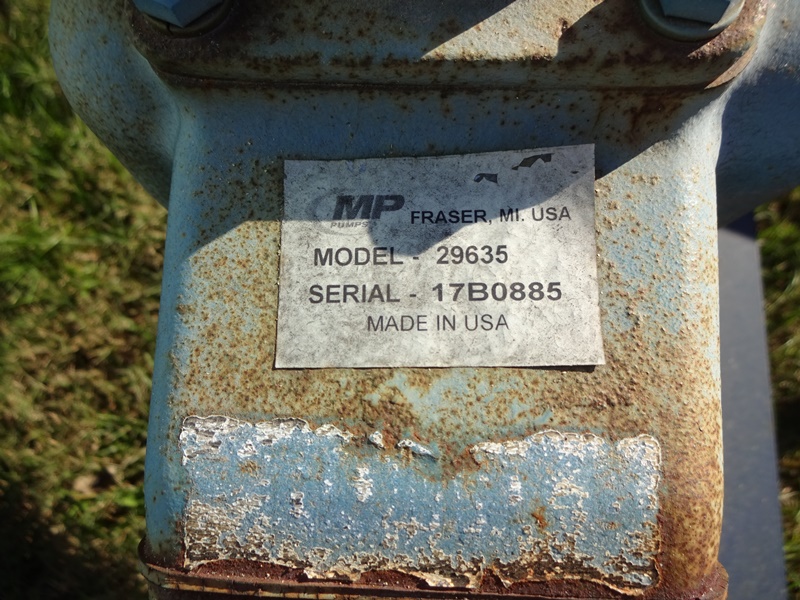 MP PUMPS FRASER, MI. USA
MODEL - 29635
SERIAL - 17B0885
MADE IN USA